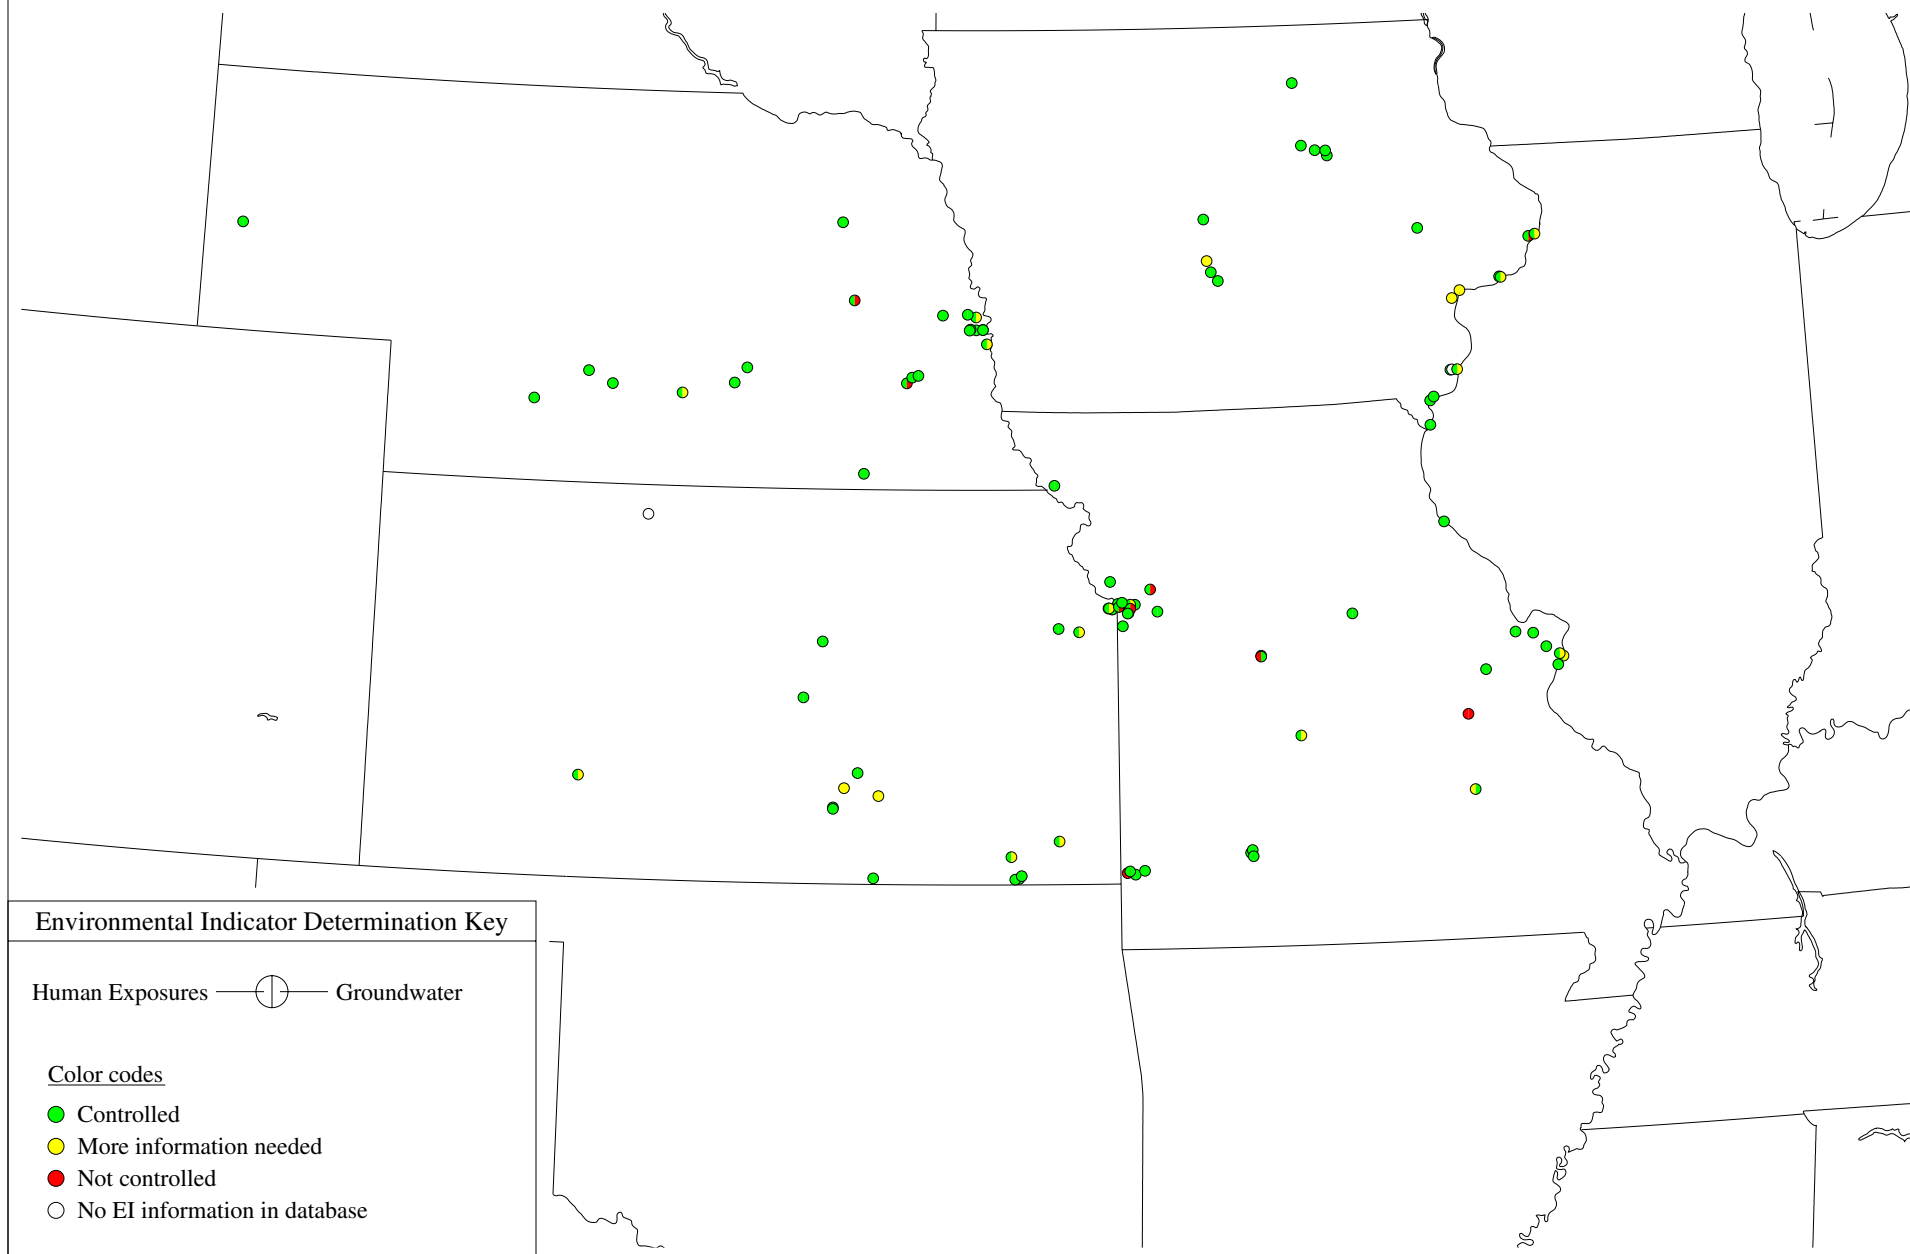 Environmental Indicator Determination Key
Human Exposures Groundwater
Color codes
Controlled
More information needed
Not controlled
No EI information in database